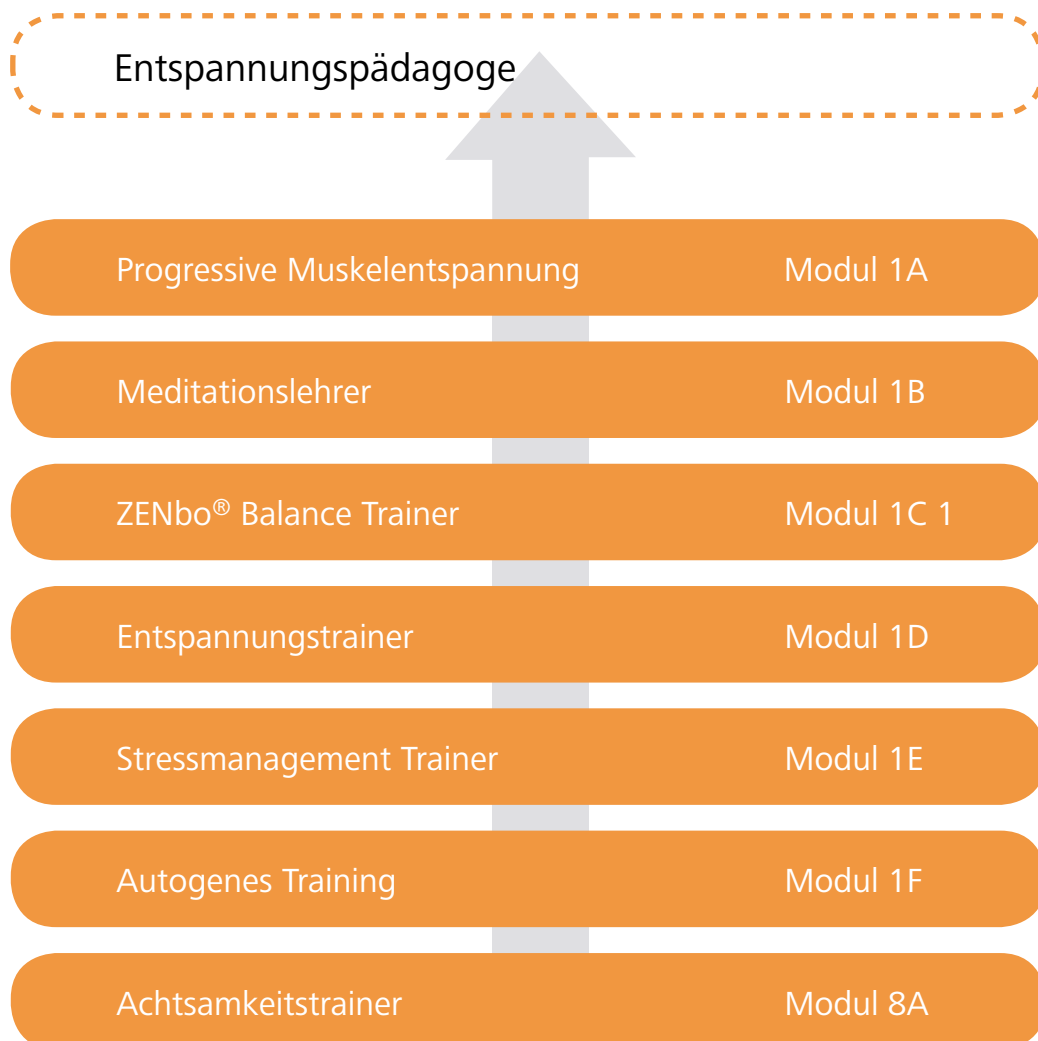 Entspannungspädagoge
Progressive Muskelentspannung Modul 1A
Meditationslehrer Modul 1B
ZENbo® Balance Trainer Modul 1C 1
Entspannungstrainer Modul 1D
Stressmanagement Trainer Modul 1E
Autogenes Training Modul 1F
Achtsamkeitstrainer Modul 8A